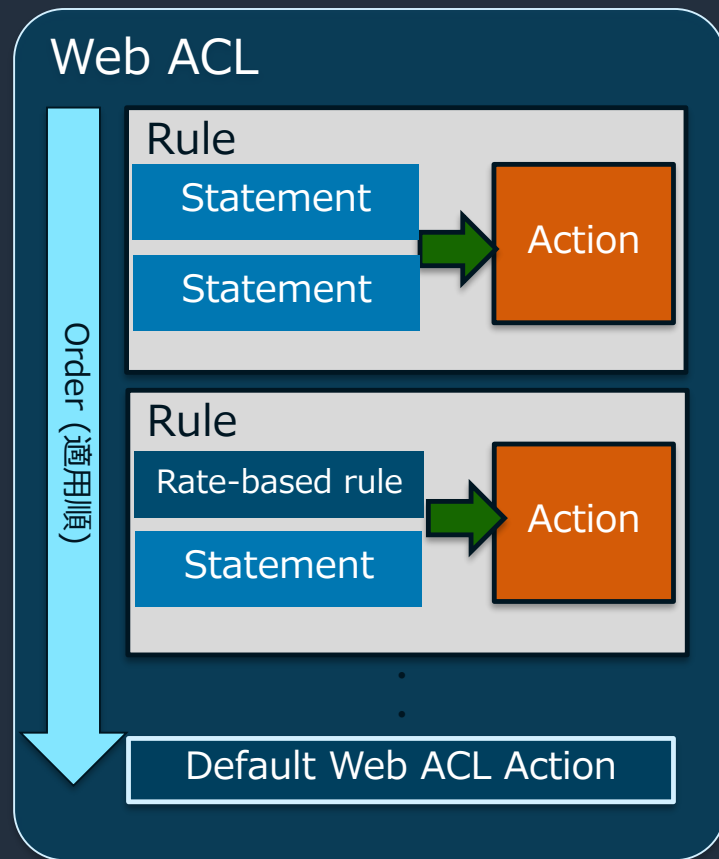 Web ACL
Order (適用順)
Rule
Statement
Statement
Action
Rule
Rate-based rule
Statement
Action
Default Web ACL Action